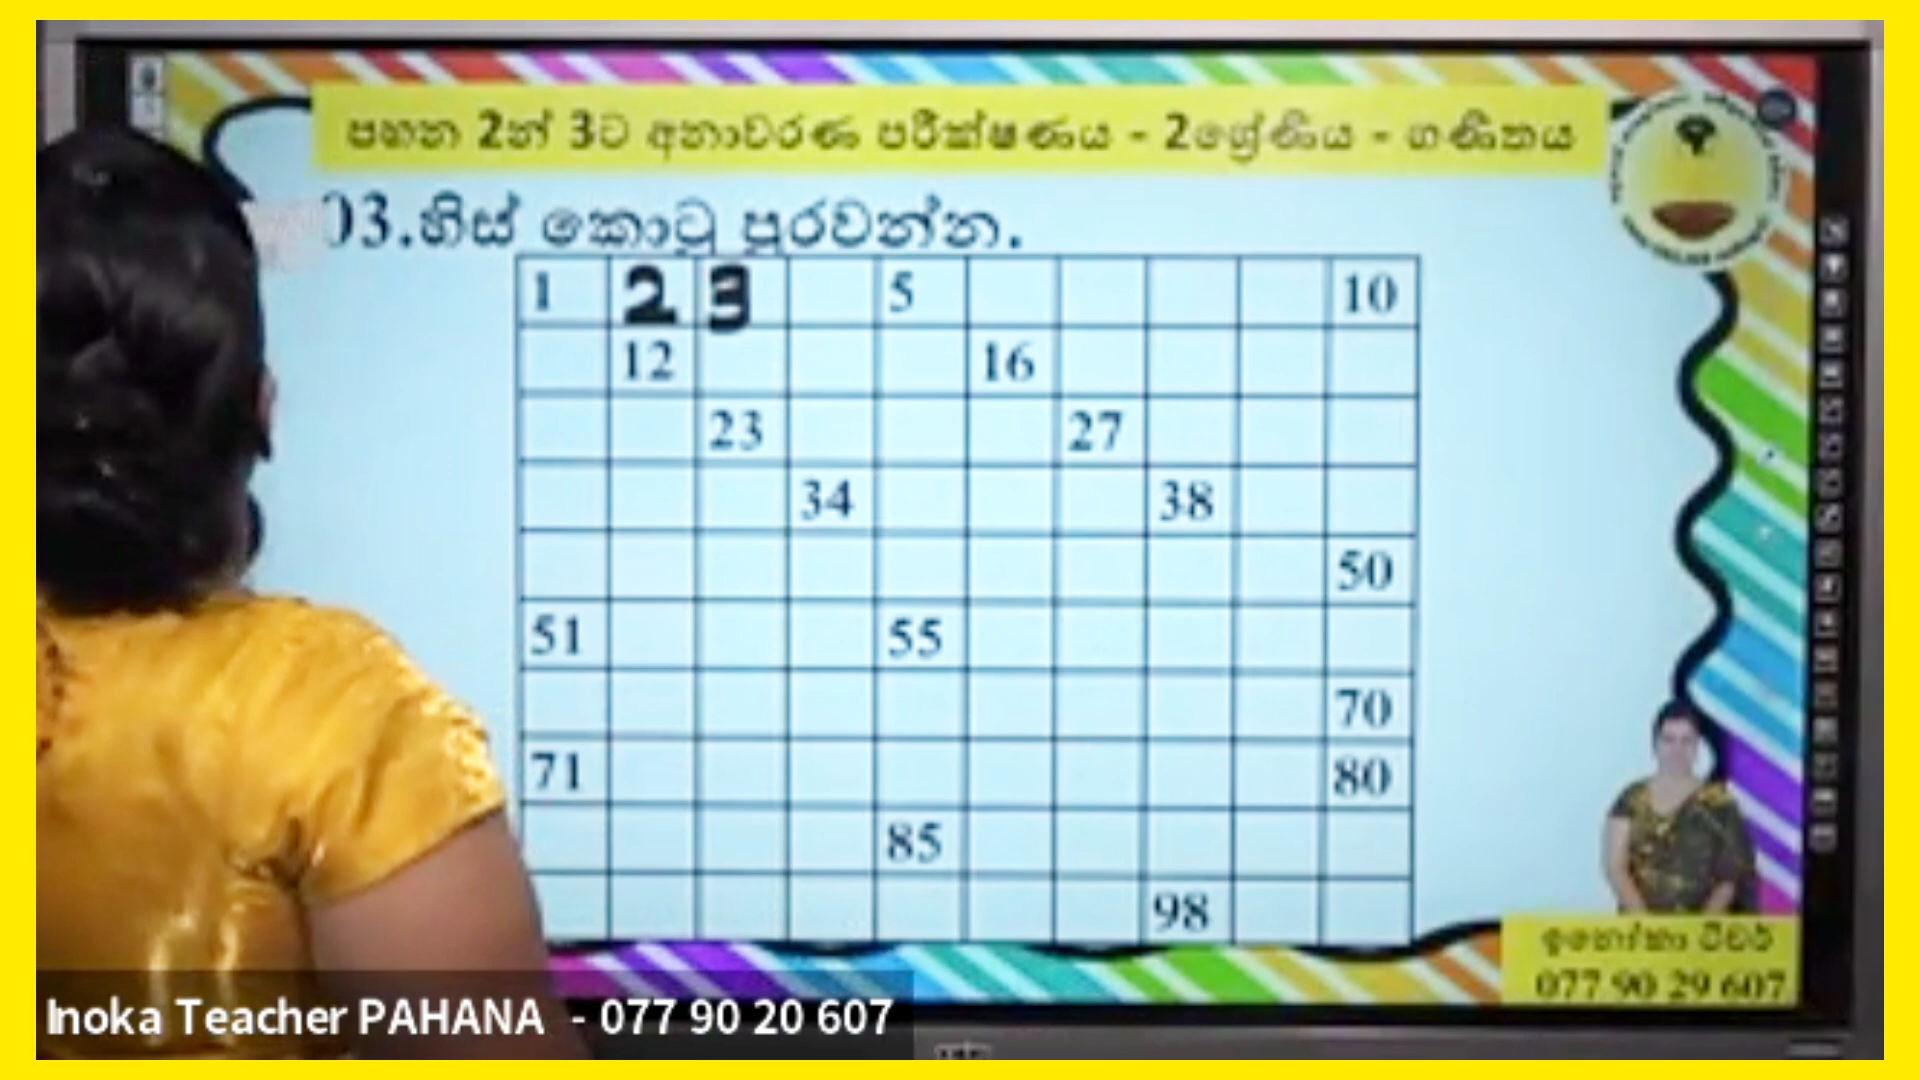 පහන 2න් 3ට අනාවරණ පරීක්ෂණය - 2ශ්‍රේණිය - ගණිතය
03.හිස් කොටු පුරවන්න.
1 2 3 5 10
12 16
23 27
34 38
50
51 55
70
71 80
85
98
ඉනෝකා ටීචර්
077 90 29 607
Inoka Teacher PAHANA - 077 90 20 607